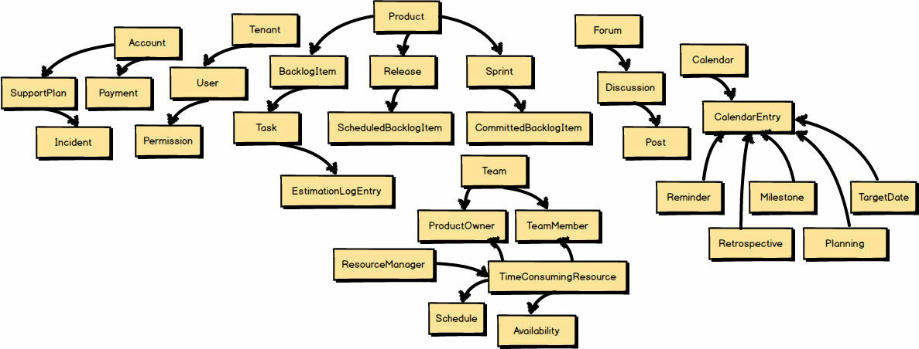 Product
Account
Tenant
Forum
Calendar
SupportPlan
Payment
User
BacklogItem
Release
Sprint
Discussion
CalendarEntry
Incident
Permission
Task
ScheduledBacklogItem
CommittedBacklogItem
Post
EstimationLogEntry
Team
Reminder
Milestone
TargetDate
ProductOwner
TeamMember
Retrospective
Planning
ResourceManager
TimeConsumingResource
Schedule
Availability